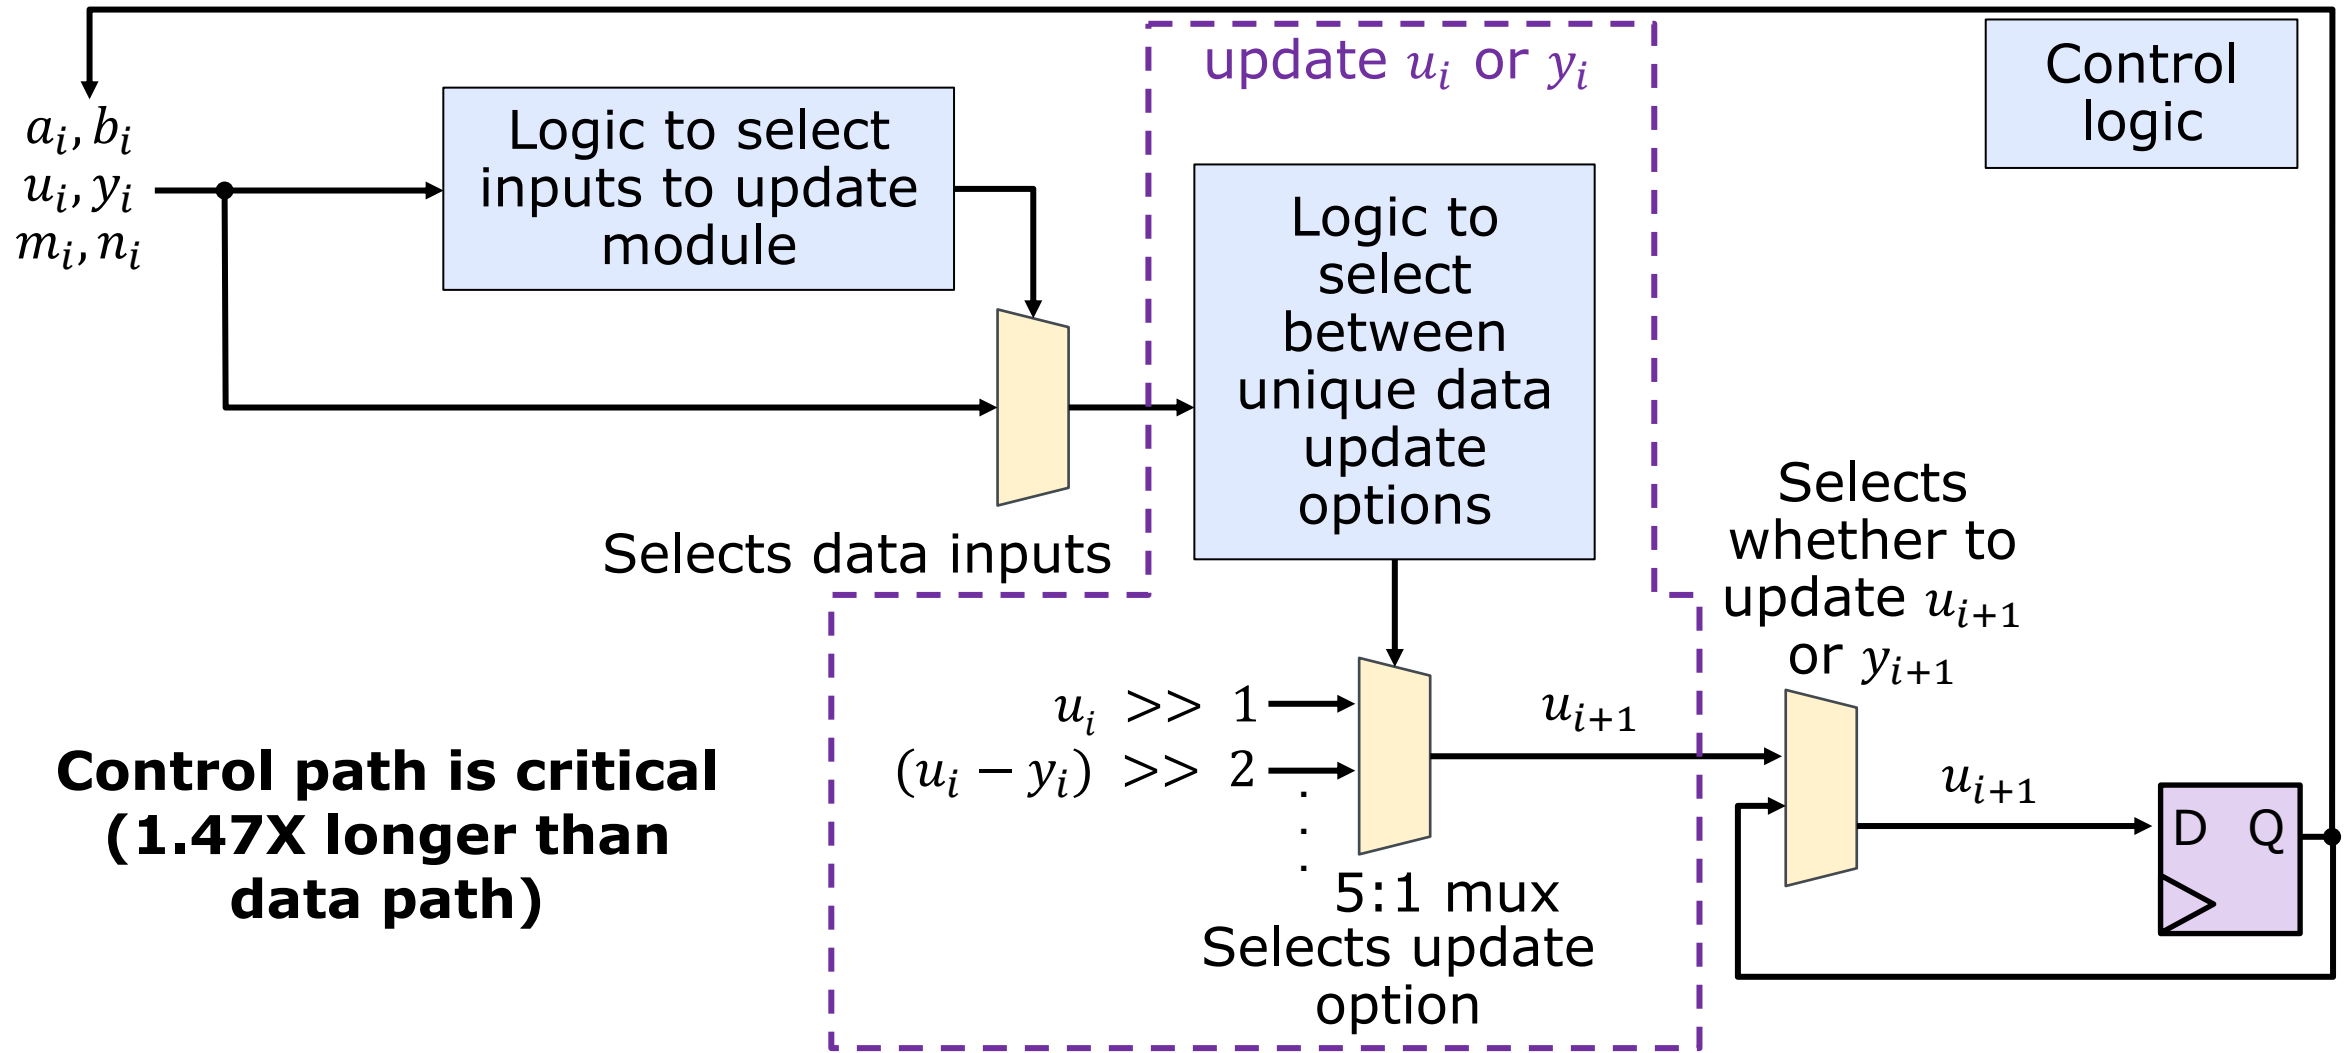 update uᵢ or yᵢ
Control
logic
aᵢ, bᵢ
uᵢ, yᵢ
mᵢ, nᵢ
Logic to select
inputs to update
module
Logic to
select
between
unique data
update
options
Selects data inputs
Selects
whether to
update uᵢ₊₁
or yᵢ₊₁
uᵢ >> 1
(uᵢ − yᵢ) >> 2
.
.
.
uᵢ₊₁
uᵢ₊₁
D Q
5:1 mux
Selects update
option
Control path is critical
(1.47X longer than
data path)